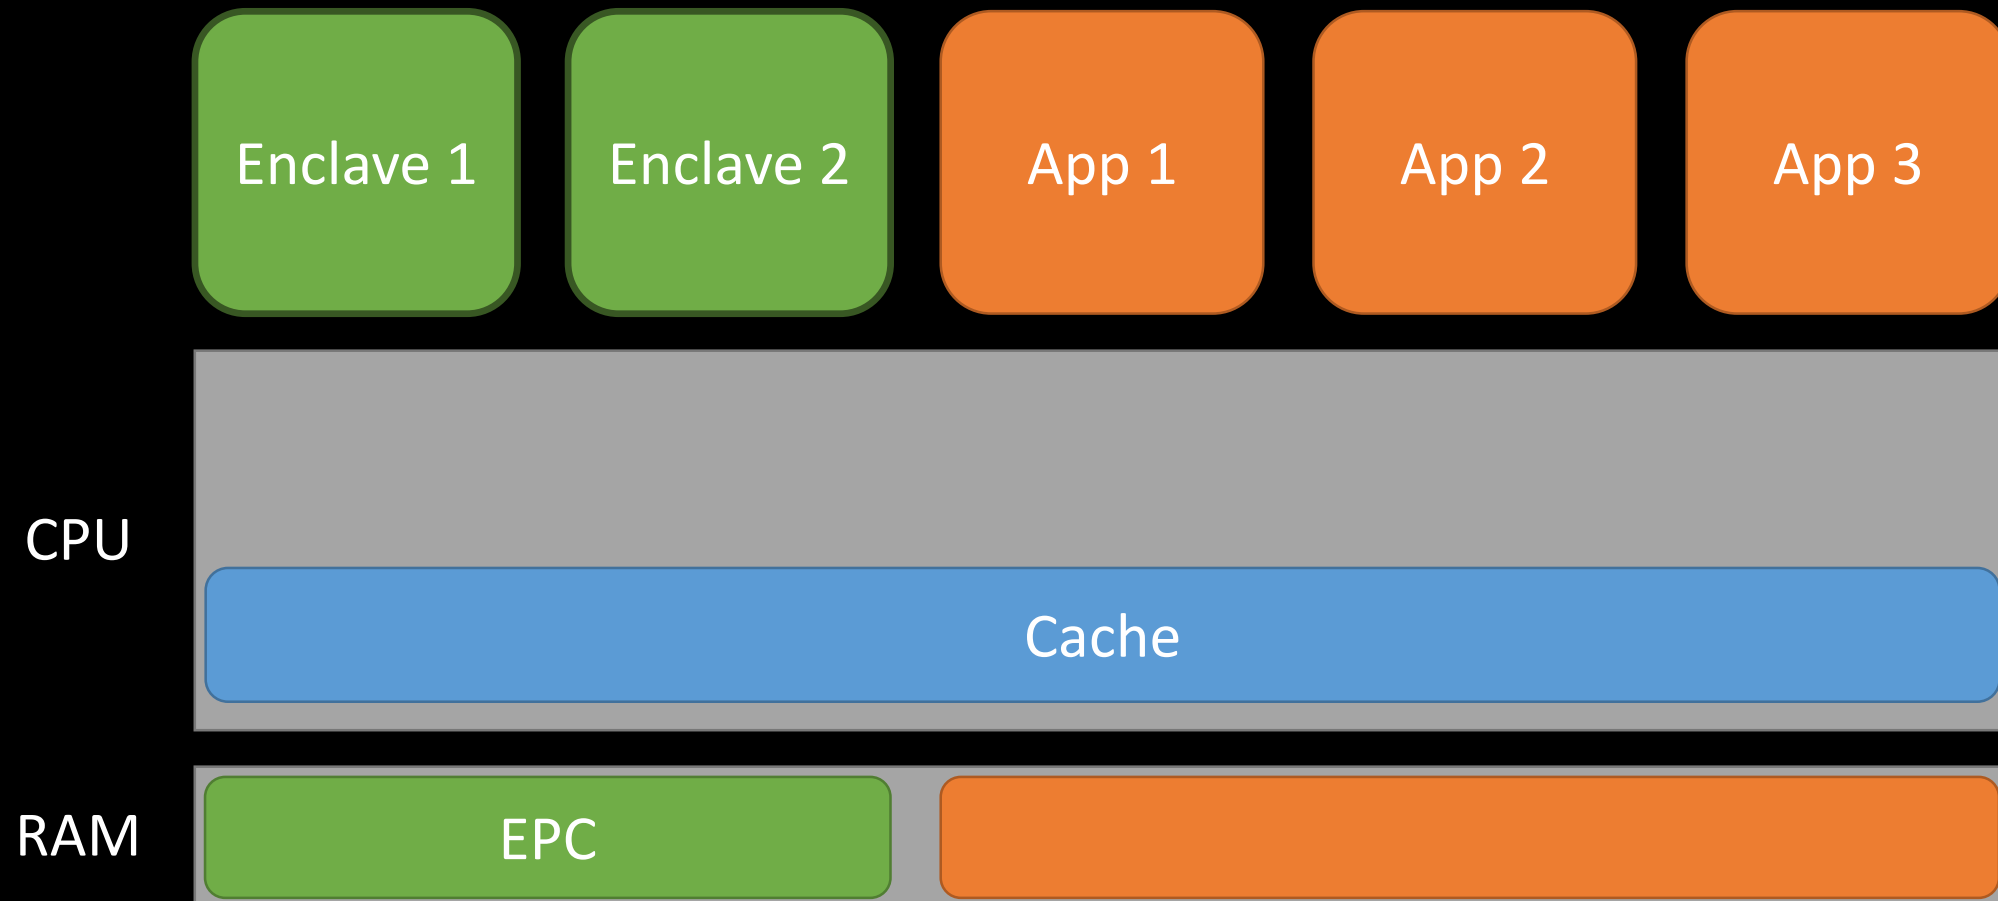 Enclave 1
Enclave 2
App 1
App 2
App 3
CPU
Cache
RAM
EPC